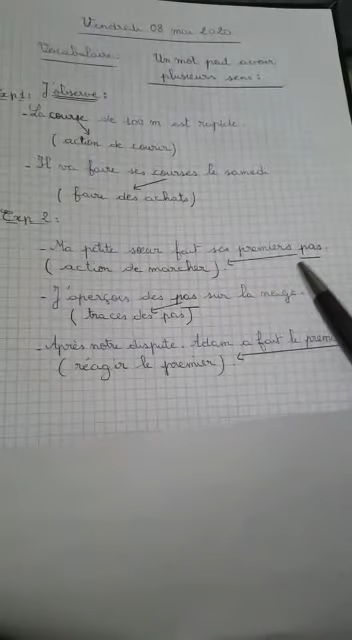 Vendredi 08 mai 2020
Vocabulaire: Un mot peut avoir
plusieurs sens:
Exp1: J'observe:
- La course de 100 m est rapide.
(action de courir)
- Il va faire ses courses le samedi
(faire des achats)
Exp 2:
- Ma petite sœur fait ses premiers pas.
(action de marcher).
- J'aperçois des pas sur la neige.
(traces des pas)
- Après notre dispute. Adam a fait le premi
(réagir le premier).